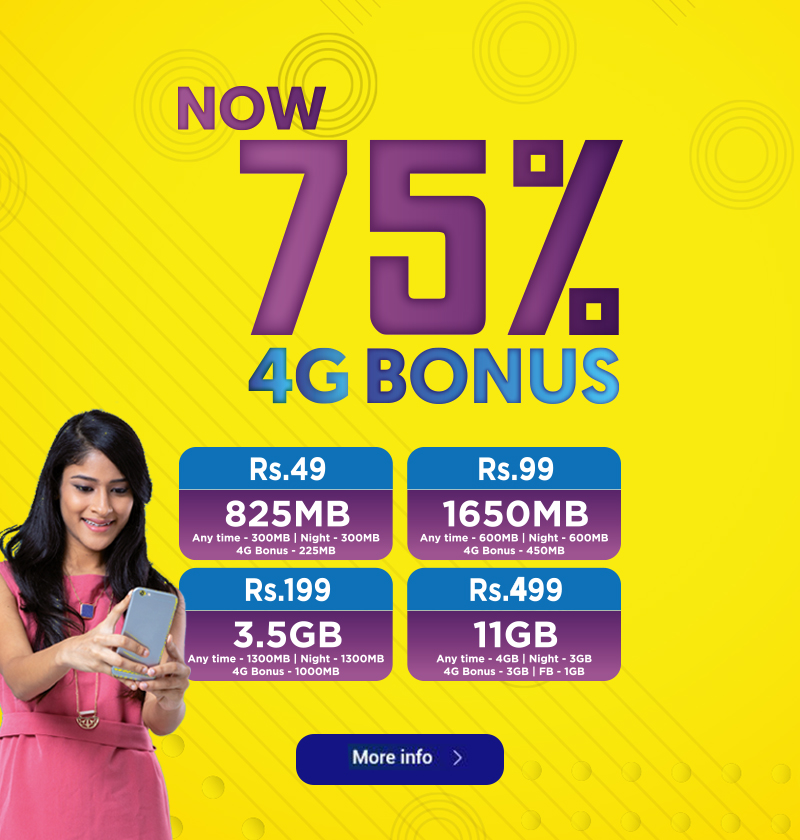 NOW
75%
4G BONUS
Rs.49
825MB
Any time - 300MB | Night - 300MB
4G Bonus - 225MB
Rs.99
1650MB
Any time - 600MB | Night - 600MB
4G Bonus - 450MB
Rs.199
3.5GB
Any time - 1300MB | Night - 1300MB
4G Bonus - 1000MB
Rs.499
11GB
Any time - 4GB | Night - 3GB
4G Bonus - 3GB | FB - 1GB
More info >